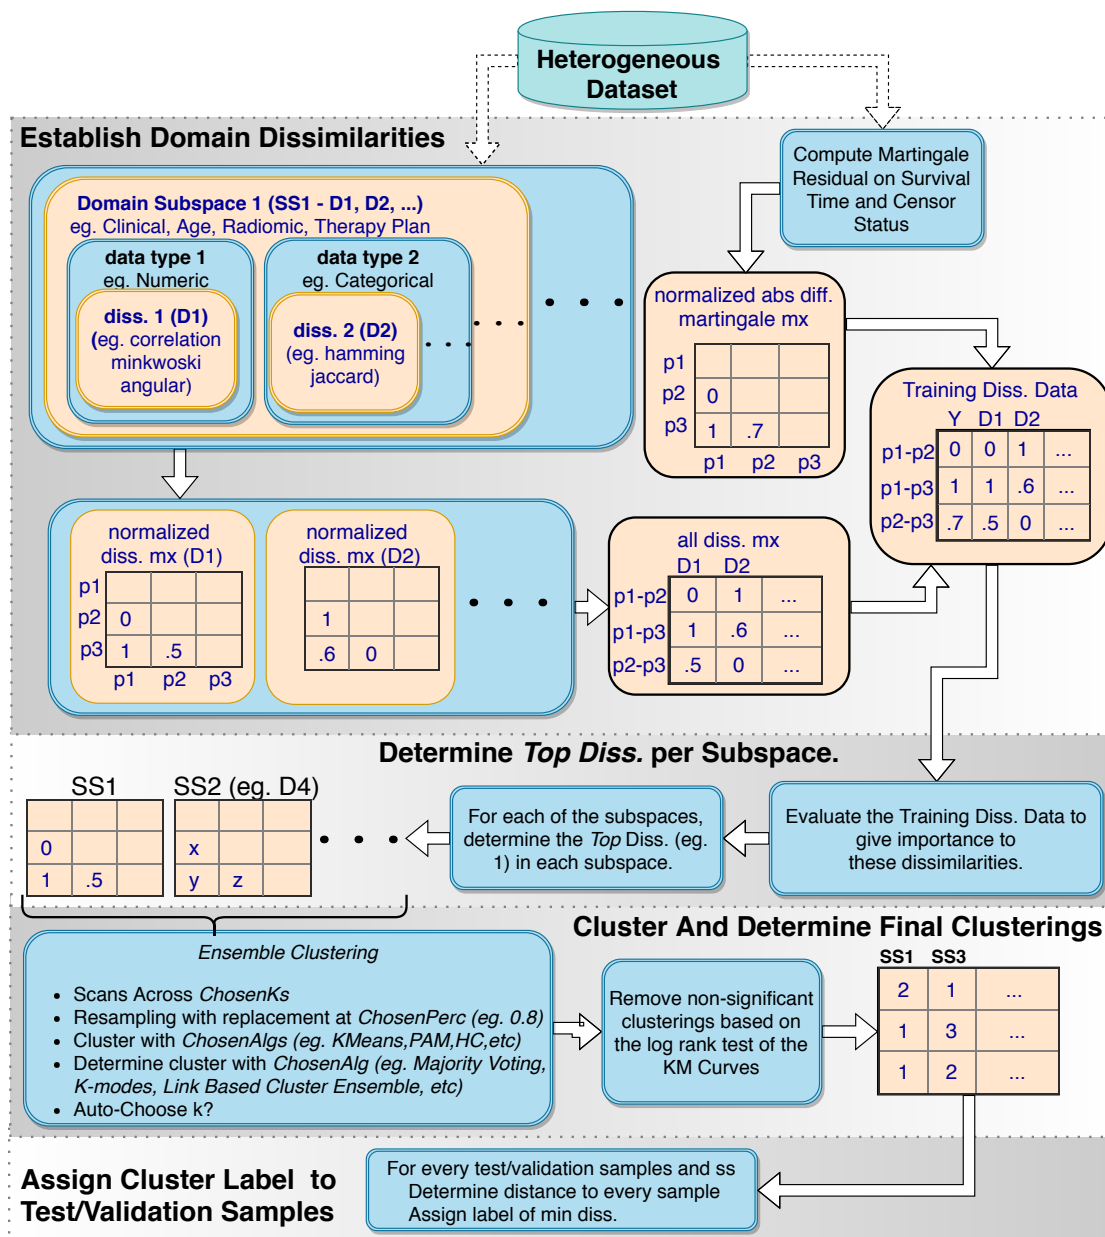 Heterogeneous
Dataset
Establish Domain Dissimilarities
Compute Martingale
Residual on Survival
Time and Censor
Status
Domain Subspace 1 (SS1 - D1, D2, ...)
eg. Clinical, Age, Radiomic, Therapy Plan
data type 1
eg. Numeric
diss. 1 (D1)
(eg. correlation
minkwoski
angular)
data type 2
eg. Categorical
diss. 2 (D2)
(eg. hamming
jaccard)
normalized abs diff.
martingale mx
p1
p2 0
p3 1 .7
p1 p2 p3
Training Diss. Data
Y D1 D2
p1-p2 0 0 1 ...
p1-p3 1 1 .6 ...
p2-p3 .7 .5 0 ...
normalized
diss. mx (D1)
p1
p2 0
p3 1 .5
p1 p2 p3
normalized
diss. mx (D2)
1
.6 0
all diss. mx
D1 D2
p1-p2 0 1 ...
p1-p3 1 .6 ...
p2-p3 .5 0 ...
Determine Top Diss. per Subspace.
SS1
0
1 .5
SS2 (eg. D4)
x
y z
For each of the subspaces,
determine the Top Diss. (eg.
1) in each subspace.
Evaluate the Training Diss. Data to
give importance to
these dissimilarities.
Cluster And Determine Final Clusterings
Ensemble Clustering
• Scans Across ChosenKs
• Resampling with replacement at ChosenPerc (eg. 0.8)
• Cluster with ChosenAlgs (eg. KMeans,PAM,HC,etc)
• Determine cluster with ChosenAlg (eg. Majority Voting,
K-modes, Link Based Cluster Ensemble, etc)
• Auto-Choose k?
Remove non-significant
clusterings based on
the log rank test of the
KM Curves
SS1 SS3
2 1 ...
1 3 ...
1 2 ...
Assign Cluster Label to
Test/Validation Samples
For every test/validation samples and ss
Determine distance to every sample
Assign label of min diss.